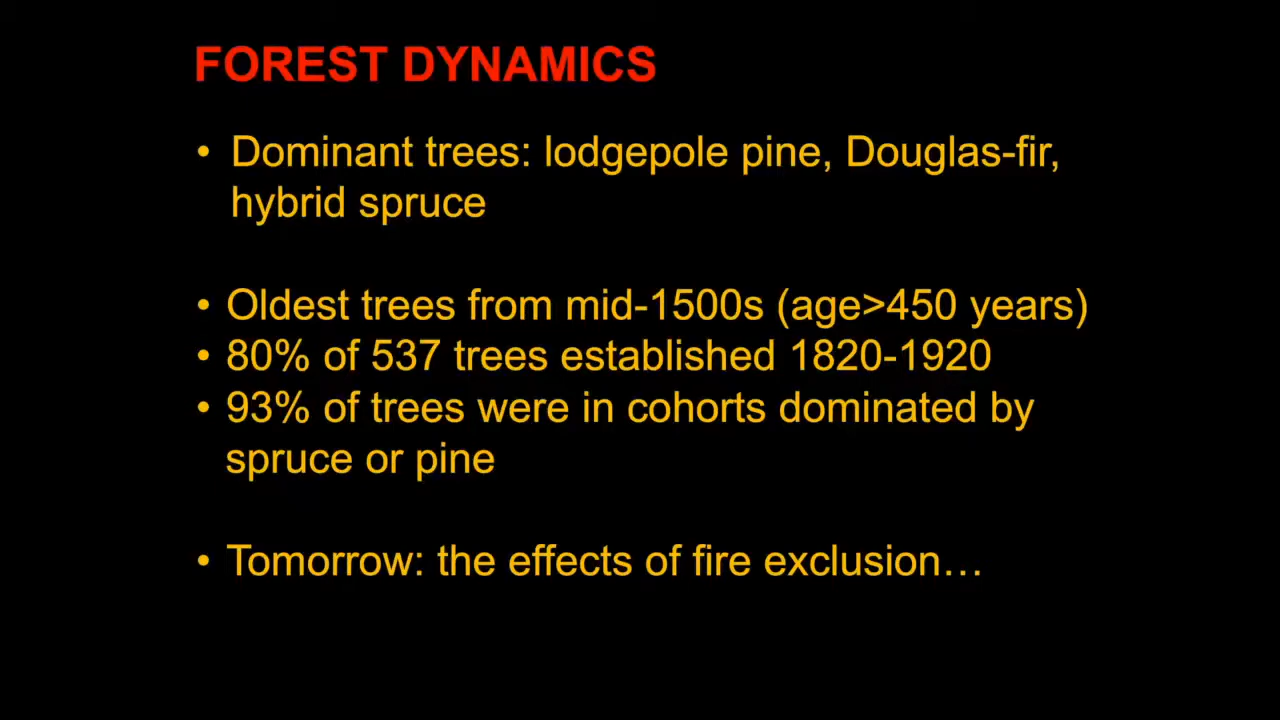 FOREST DYNAMICS
• Dominant trees: lodgepole pine, Douglas-fir,
hybrid spruce
• Oldest trees from mid-1500s (age>450 years)
• 80% of 537 trees established 1820-1920
• 93% of trees were in cohorts dominated by
spruce or pine
• Tomorrow: the effects of fire exclusion…